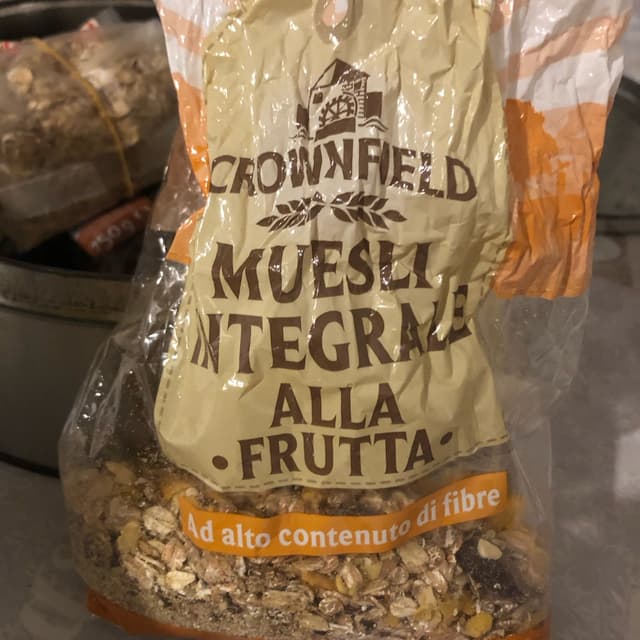 CROWNFIELD
MUESLI
INTEGRALE
ALLA
• FRUTTA •
Ad alto contenuto di fibre